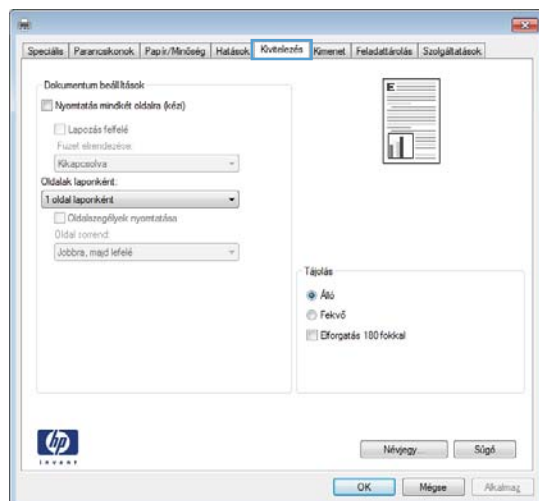 Speciális Parancsikonok Papír/Minőség Hatások Kivitelezés Kimenet Feladattárolás Szolgáltatások
Dokumentum beállítások
Nyomtatás mindkét oldalra (kézi)
Lapozás felfelé
Füzet elrendezése:
Kikapcsolva
Oldalak laponként:
1 oldal laponként
Oldalszegélyek nyomtatása
Oldal sorrend:
Jobbra, majd lefelé
E
Tájolás
Álló
Fekvő
Elforgatás 180 fokkal
hp
invent
Névjegy...
Súgó
OK
Mégse
Alkalmaz